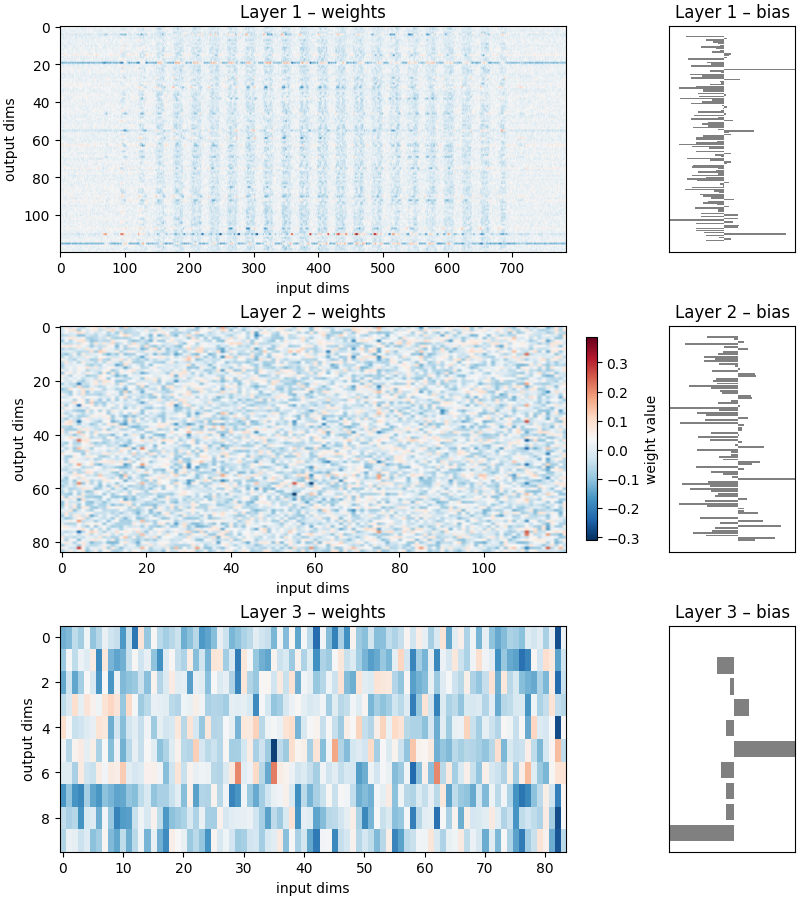 Layer 1 – weights
Layer 1 – bias
0
20
40
60
80
100
output dims
0 100 200 300 400 500 600 700
input dims
Layer 2 – weights
Layer 2 – bias
0
20
40
60
80
output dims
0 20 40 60 80 100
input dims
0.3
0.2
0.1
0.0
−0.1
−0.2
−0.3
weight value
Layer 3 – weights
Layer 3 – bias
0
2
4
6
8
output dims
0 10 20 30 40 50 60 70 80
input dims